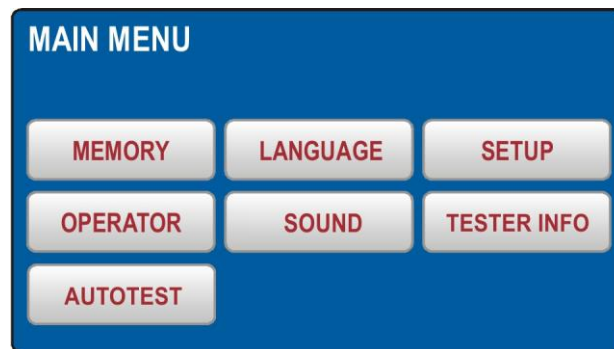 MAIN MENU
MEMORY LANGUAGE SETUP
OPERATOR SOUND TESTER INFO
AUTOTEST